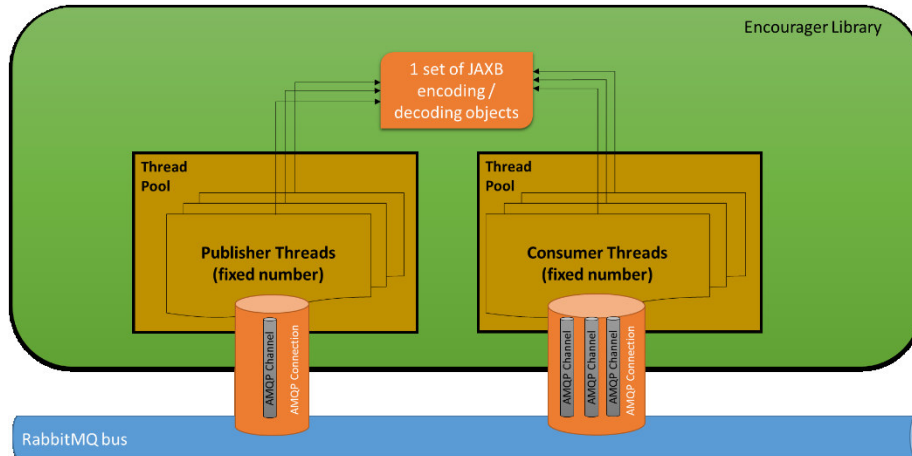 Encourager Library
1 set of JAXB
encoding /
decoding objects
Thread
Pool
Publisher Threads
(fixed number)
AMQP Channel
AMQP Connection
Thread
Pool
Consumer Threads
(fixed number)
AMQP Channel
AMQP Channel
AMQP Channel
AMQP Connection
RabbitMQ bus